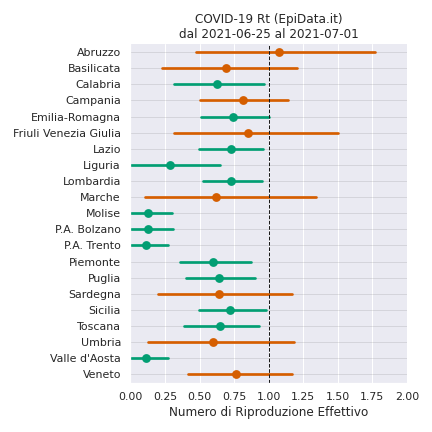 COVID-19 Rt (EpiData.it)
dal 2021-06-25 al 2021-07-01
Abruzzo
Basilicata
Calabria
Campania
Emilia-Romagna
Friuli Venezia Giulia
Lazio
Liguria
Lombardia
Marche
Molise
P.A. Bolzano
P.A. Trento
Piemonte
Puglia
Sardegna
Sicilia
Toscana
Umbria
Valle d'Aosta
Veneto
0.00 0.25 0.50 0.75 1.00 1.25 1.50 1.75 2.00
Numero di Riproduzione Effettivo